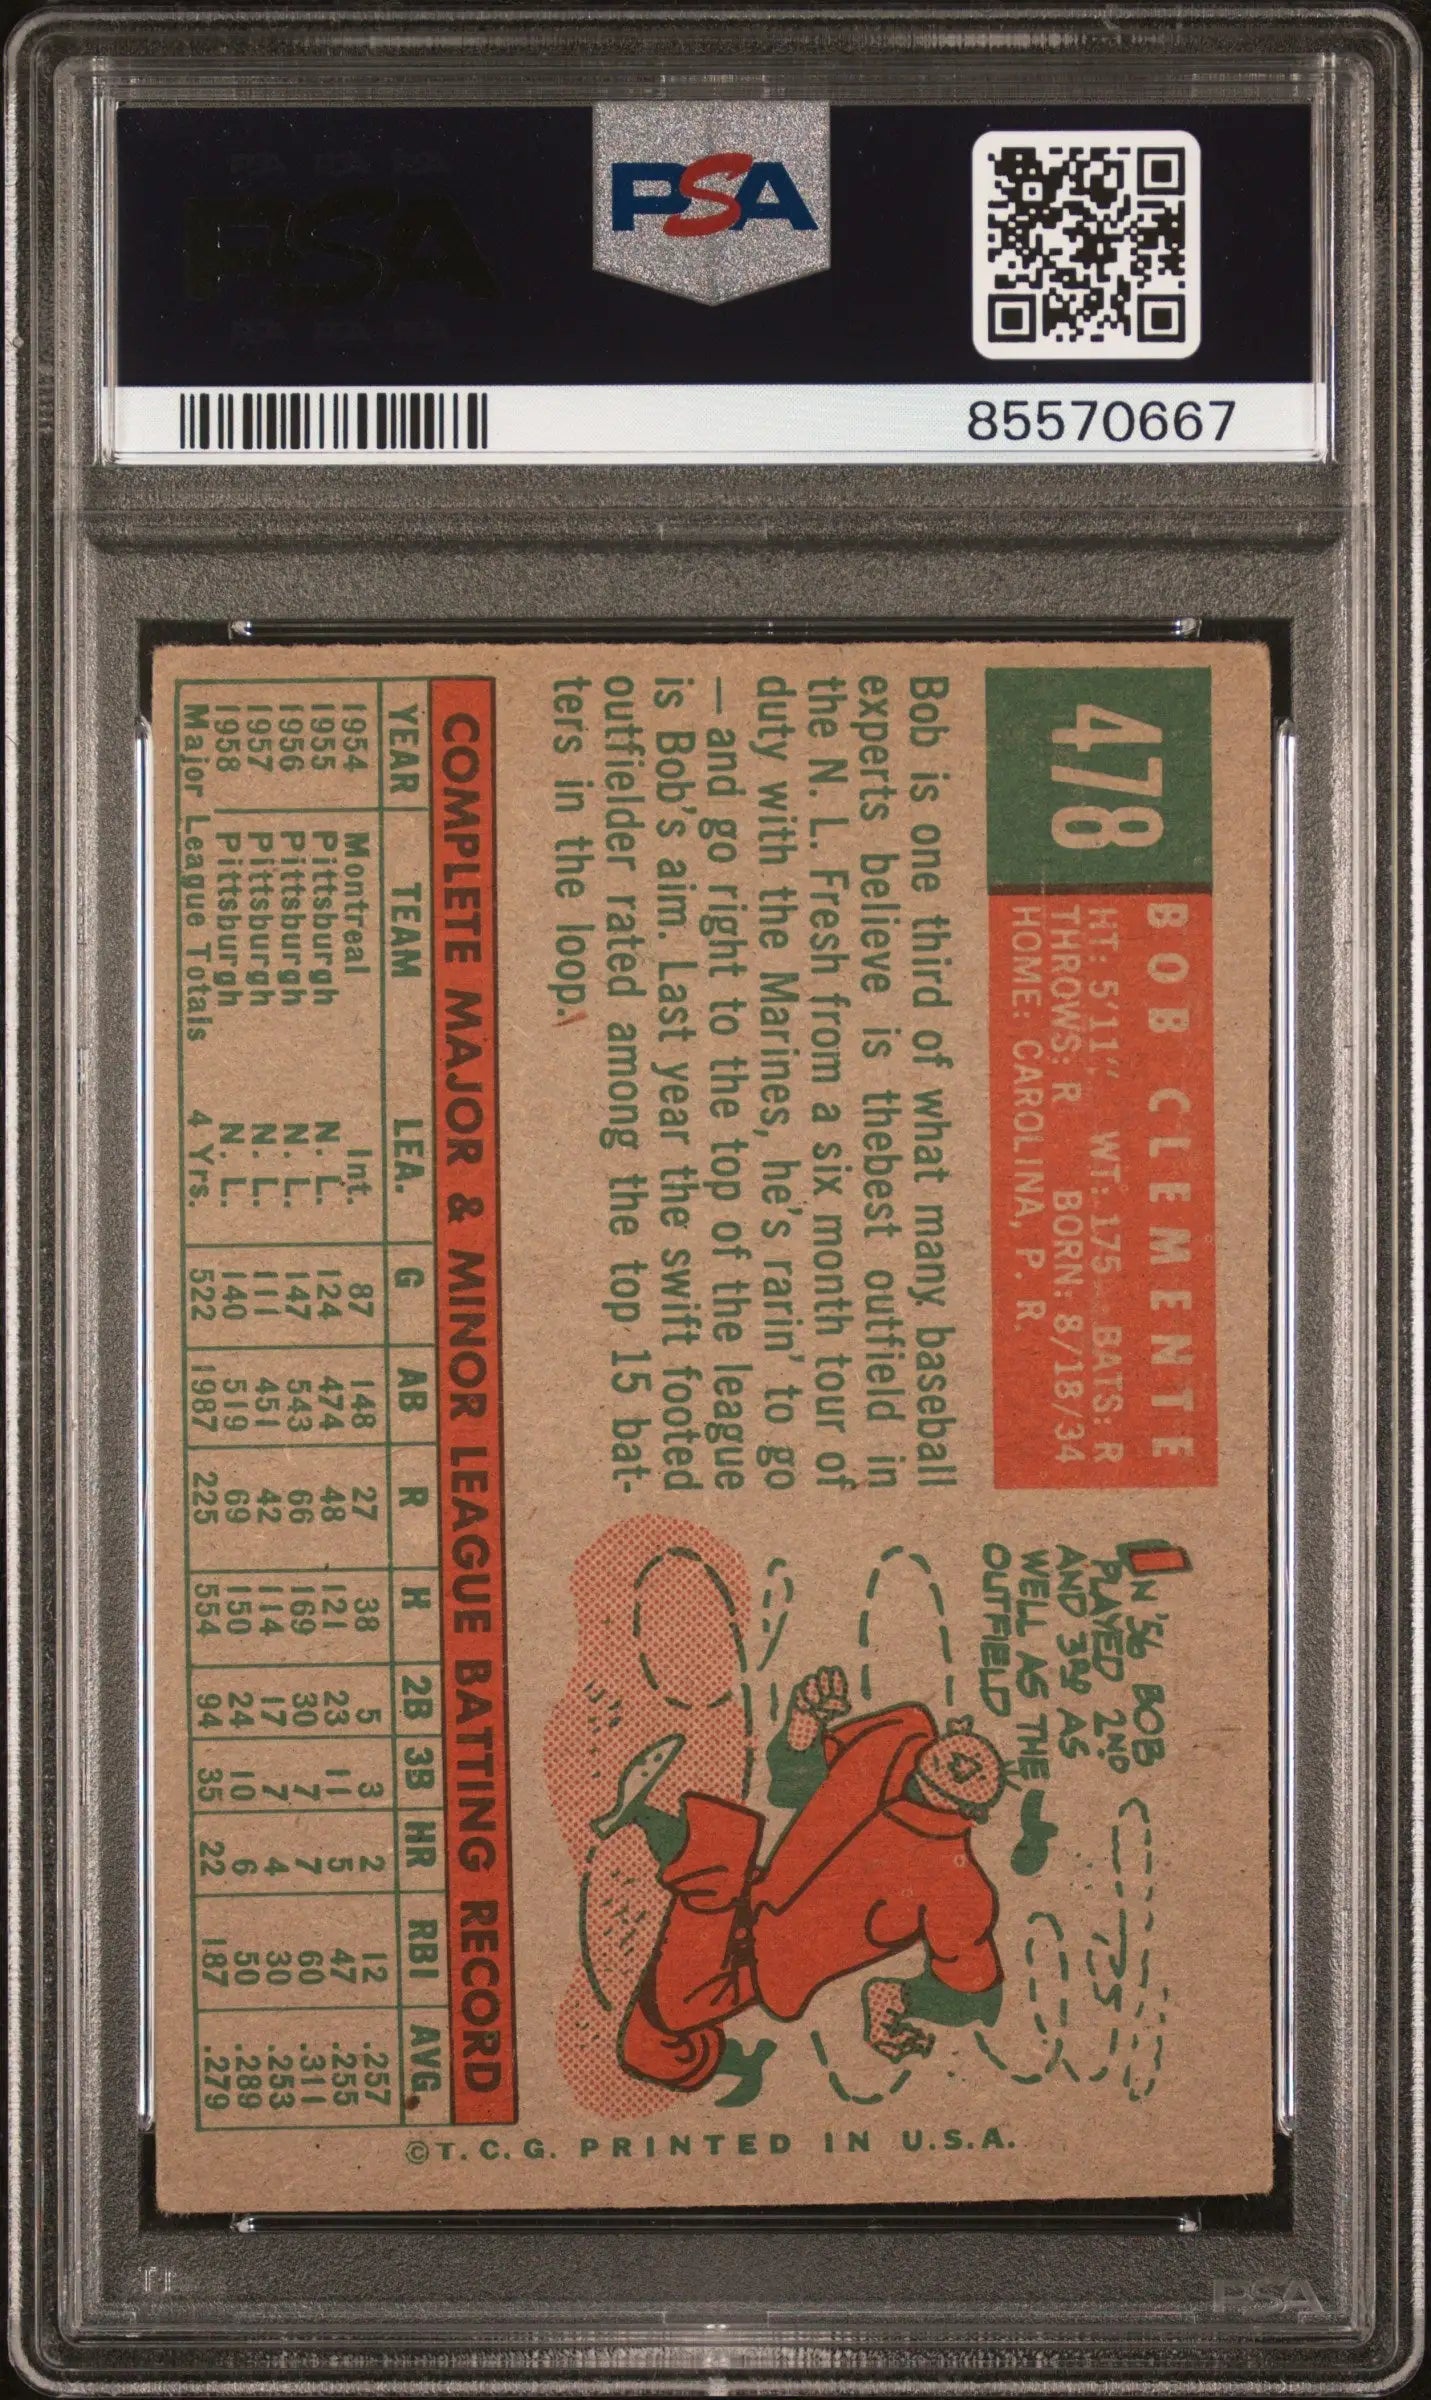 PSA
PSA
85570667
478
BOB CLEMENTE
HT: 5'11" WT: 175 BATS: R
THROWS: R BORN: 8/18/34
HOME: CAROLINA, P. R.
Bob is one third of what many baseball
experts believe is thebest outfield in
the N. L. Fresh from a six month tour of
duty with the Marines, he's rarin' to go
— and go right to the top of the league
is Bob's aim. Last year the swift footed
outfielder rated among the top 15 bat-
ters in the loop.
IN '56 BOB
PLAYED 2ND
AND 3RD AS
WELL AS THE
OUTFIELD
COMPLETE MAJOR & MINOR LEAGUE BATTING RECORD
YEAR TEAM LEA. G AB R H 2B 3B HR RBI AVG.
1954 Montreal Int. 87 148 27 38 5 3 2 12 .257
1955 Pittsburgh N. L. 124 474 48 121 23 11 5 47 .255
1956 Pittsburgh N. L. 147 543 66 169 30 7 7 60 .311
1957 Pittsburgh N. L. 111 451 42 114 17 7 4 30 .253
1958 Pittsburgh N. L. 140 519 69 150 24 10 6 50 .289
Major League Totals 4 Yrs. 522 1987 225 554 94 35 22 187 .279
©T. C. G. PRINTED IN U.S.A.
PSA